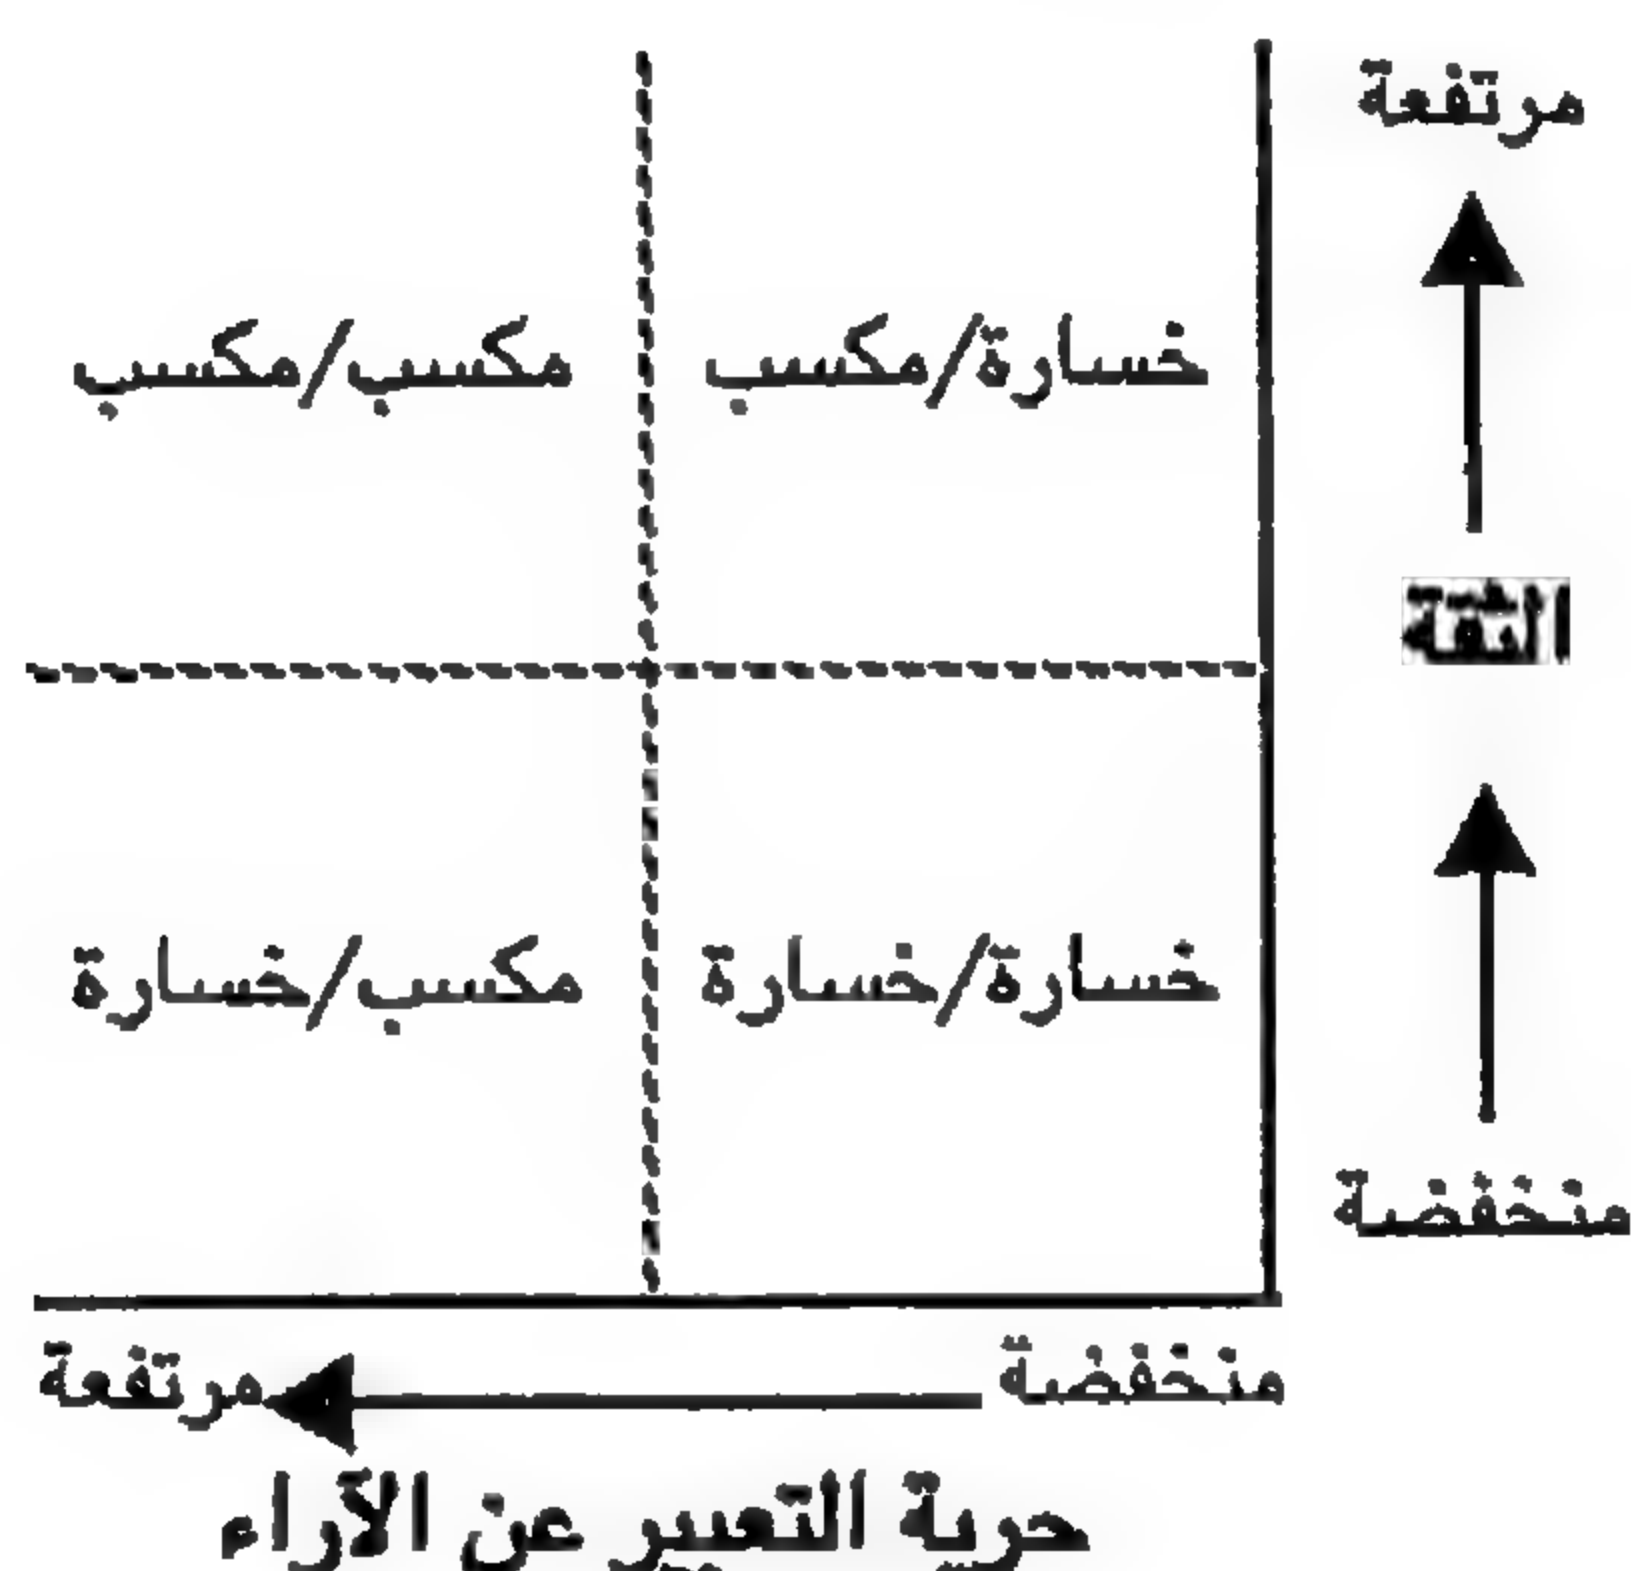 مرتفعة
خسارة/مكسب
مكسب/مكسب
الثقة
خسارة/خسارة
مكسب/خسارة
منخفضة
منخفضة
مرتفعة
حرية التعبير عن الآراء